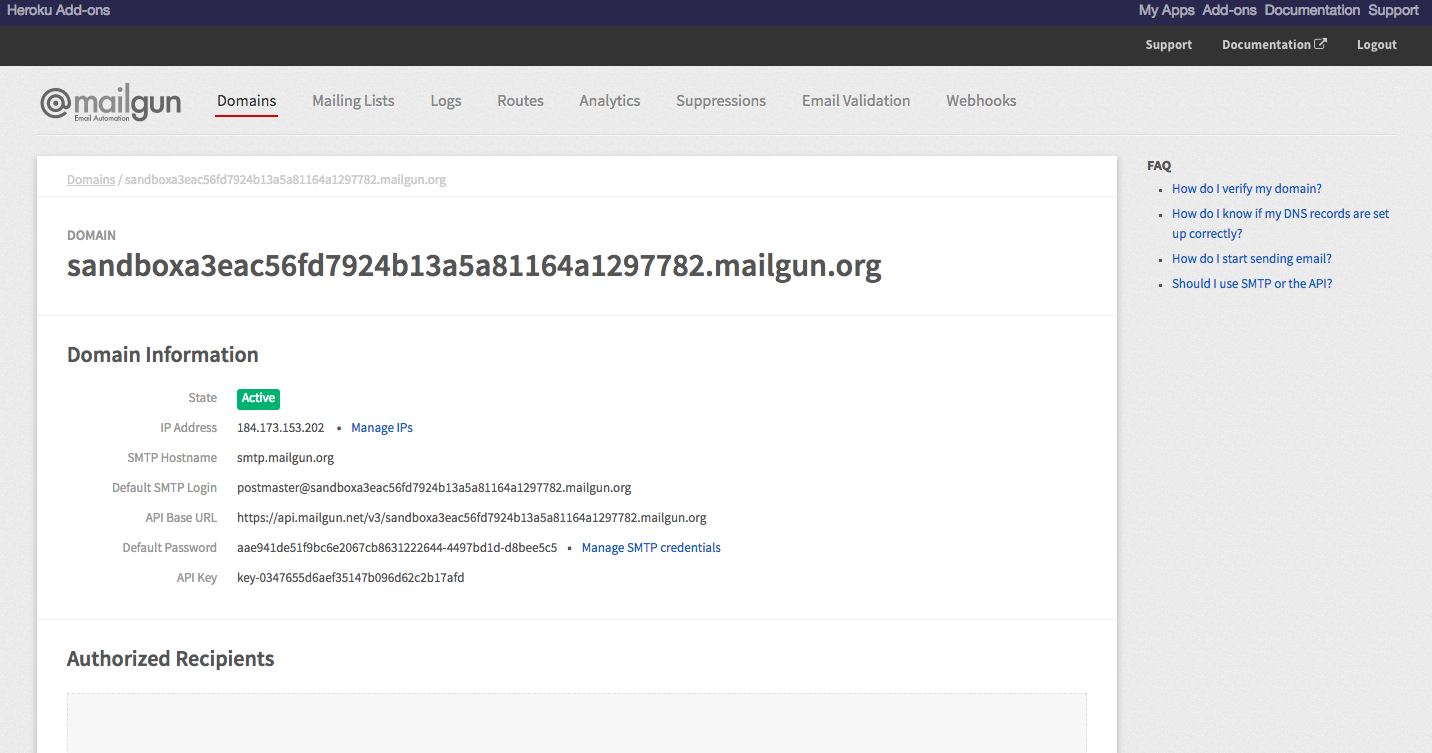 Heroku Add-ons
My Apps Add-ons Documentation Support
Support Documentation Logout
@mailgun
Email Automation
Domains Mailing Lists Logs Routes Analytics Suppressions Email Validation Webhooks
Domains / sandboxa3eac56fd7924b13a5a81164a1297782.mailgun.org
DOMAIN
sandboxa3eac56fd7924b13a5a81164a1297782.mailgun.org
Domain Information
State Active
IP Address 184.173.153.202 • Manage IPs
SMTP Hostname smtp.mailgun.org
Default SMTP Login postmaster@sandboxa3eac56fd7924b13a5a81164a1297782.mailgun.org
API Base URL https://api.mailgun.net/v3/sandboxa3eac56fd7924b13a5a81164a1297782.mailgun.org
Default Password aae941de51f9bc6e2067cb8631222644-4497bd1d-d8bee5c5 • Manage SMTP credentials
API Key key-0347655d6aef35147b096d62c2b17afd
Authorized Recipients
FAQ
How do I verify my domain?
How do I know if my DNS records are set
up correctly?
How do I start sending email?
Should I use SMTP or the API?